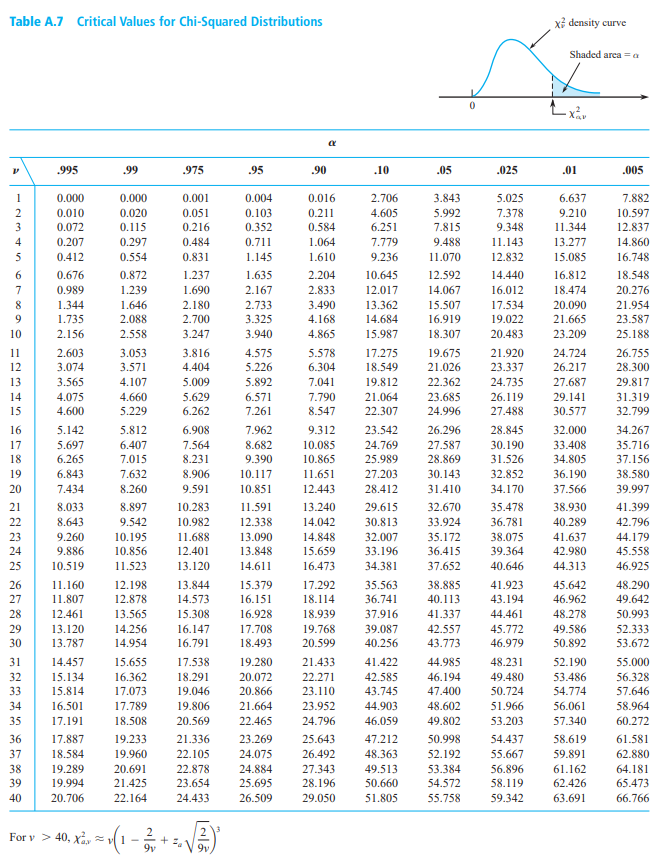 Table A.7 Critical Values for Chi-Squared Distributions
χ²ᵥ density curve
Shaded area = α
0
χ²α,ν
α
ν .995 .99 .975 .95 .90 .10 .05 .025 .01 .005
1 0.000 0.000 0.001 0.004 0.016 2.706 3.843 5.025 6.637 7.882
2 0.010 0.020 0.051 0.103 0.211 4.605 5.992 7.378 9.210 10.597
3 0.072 0.115 0.216 0.352 0.584 6.251 7.815 9.348 11.344 12.837
4 0.207 0.297 0.484 0.711 1.064 7.779 9.488 11.143 13.277 14.860
5 0.412 0.554 0.831 1.145 1.610 9.236 11.070 12.832 15.085 16.748
6 0.676 0.872 1.237 1.635 2.204 10.645 12.592 14.440 16.812 18.548
7 0.989 1.239 1.690 2.167 2.833 12.017 14.067 16.012 18.474 20.276
8 1.344 1.646 2.180 2.733 3.490 13.362 15.507 17.534 20.090 21.954
9 1.735 2.088 2.700 3.325 4.168 14.684 16.919 19.022 21.665 23.587
10 2.156 2.558 3.247 3.940 4.865 15.987 18.307 20.483 23.209 25.188
11 2.603 3.053 3.816 4.575 5.578 17.275 19.675 21.920 24.724 26.755
12 3.074 3.571 4.404 5.226 6.304 18.549 21.026 23.337 26.217 28.300
13 3.565 4.107 5.009 5.892 7.041 19.812 22.362 24.735 27.687 29.817
14 4.075 4.660 5.629 6.571 7.790 21.064 23.685 26.119 29.141 31.319
15 4.600 5.229 6.262 7.261 8.547 22.307 24.996 27.488 30.577 32.799
16 5.142 5.812 6.908 7.962 9.312 23.542 26.296 28.845 32.000 34.267
17 5.697 6.407 7.564 8.682 10.085 24.769 27.587 30.190 33.408 35.716
18 6.265 7.015 8.231 9.390 10.865 25.989 28.869 31.526 34.805 37.156
19 6.843 7.632 8.906 10.117 11.651 27.203 30.143 32.852 36.190 38.580
20 7.434 8.260 9.591 10.851 12.443 28.412 31.410 34.170 37.566 39.997
21 8.033 8.897 10.283 11.591 13.240 29.615 32.670 35.478 38.930 41.399
22 8.643 9.542 10.982 12.338 14.042 30.813 33.924 36.781 40.289 42.796
23 9.260 10.195 11.688 13.090 14.848 32.007 35.172 38.075 41.637 44.179
24 9.886 10.856 12.401 13.848 15.659 33.196 36.415 39.364 42.980 45.558
25 10.519 11.523 13.120 14.611 16.473 34.381 37.652 40.646 44.313 46.925
26 11.160 12.198 13.844 15.379 17.292 35.563 38.885 41.923 45.642 48.290
27 11.807 12.878 14.573 16.151 18.114 36.741 40.113 43.194 46.962 49.642
28 12.461 13.565 15.308 16.928 18.939 37.916 41.337 44.461 48.278 50.993
29 13.120 14.256 16.147 17.708 19.768 39.087 42.557 45.772 49.586 52.333
30 13.787 14.954 16.791 18.493 20.599 40.256 43.773 46.979 50.892 53.672
31 14.457 15.655 17.538 19.280 21.433 41.422 44.985 48.231 52.190 55.000
32 15.134 16.362 18.291 20.072 22.271 42.585 46.194 49.480 53.486 56.328
33 15.814 17.073 19.046 20.866 23.110 43.745 47.400 50.724 54.774 57.646
34 16.501 17.789 19.806 21.664 23.952 44.903 48.602 51.966 56.061 58.964
35 17.191 18.508 20.569 22.465 24.796 46.059 49.802 53.203 57.340 60.272
36 17.887 19.233 21.336 23.269 25.643 47.212 50.998 54.437 58.619 61.581
37 18.584 19.960 22.105 24.075 26.492 48.363 52.192 55.667 59.891 62.880
38 19.289 20.691 22.878 24.884 27.343 49.513 53.384 56.896 61.162 64.181
39 19.994 21.425 23.654 25.695 28.196 50.660 54.572 58.119 62.426 65.473
40 20.706 22.164 24.433 26.509 29.050 51.805 55.758 59.342 63.691 66.766
For ν > 40, χ²α,ν ≈ ν(1 − 2/9ν + zα √(2/9ν))³